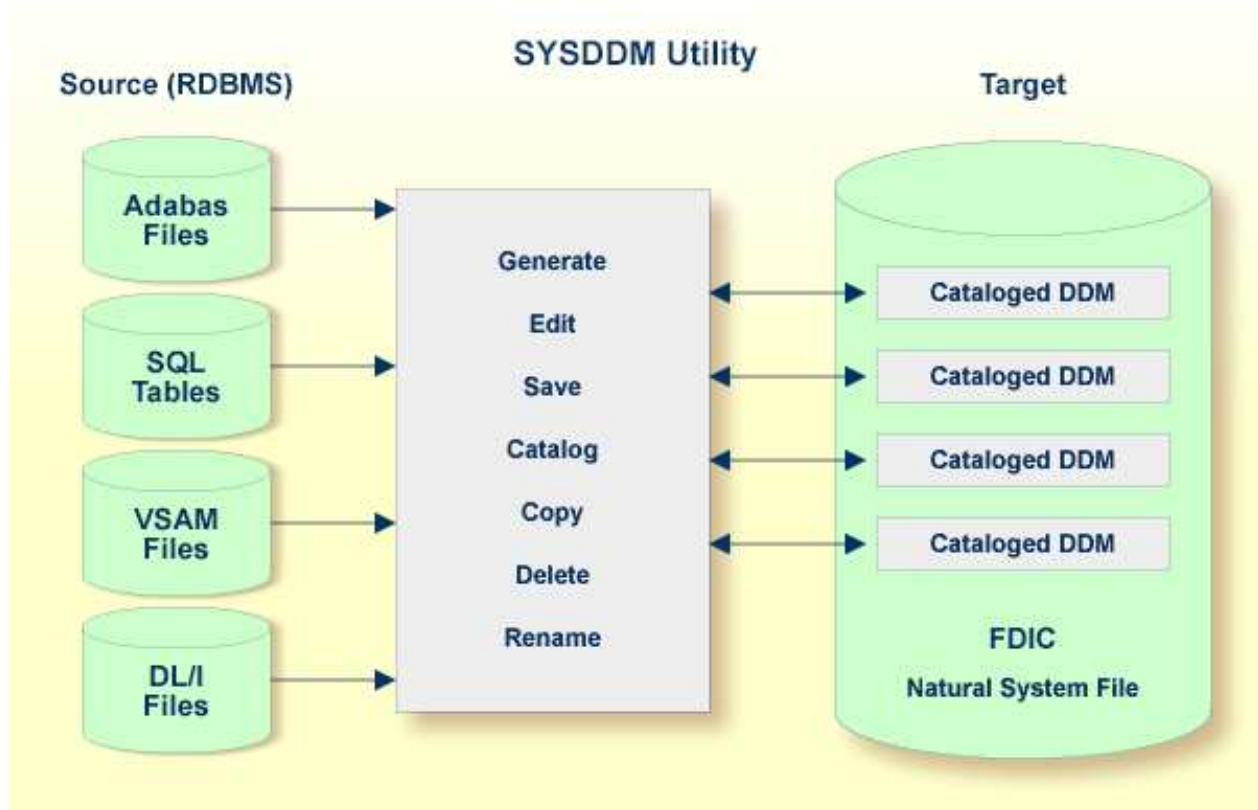 SYSDDM Utility
Source (RDBMS)
Target
Adabas
Files
SQL
Tables
VSAM
Files
DL/I
Files
Generate
Edit
Save
Catalog
Copy
Delete
Rename
Cataloged DDM
Cataloged DDM
Cataloged DDM
Cataloged DDM
FDIC
Natural System File